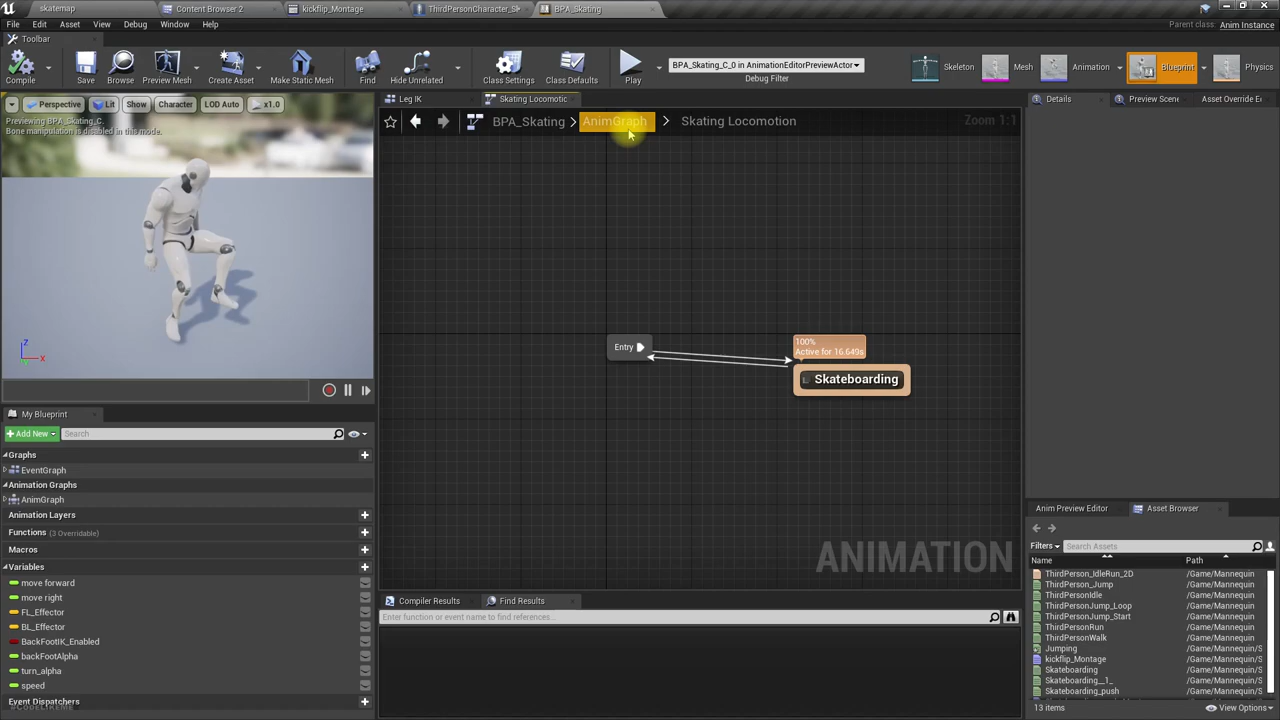 skatemap
Content Browser 2
kickflip_Montage
ThirdPersonCharacter_Sk
BPA_Skating
File
Edit
Asset
View
Debug
Window
Help
Parent class: Anim Instance
Toolbar
Compile
Save
Browse
Preview Mesh
Create Asset
Make Static Mesh
Find
Hide Unrelated
Class Settings
Class Defaults
Play
BPA_Skating_C_0 in AnimationEditorPreviewActor
Debug Filter
Skeleton
Mesh
Animation
Blueprint
Physics
Perspective
Lit
Show
Character
LOD Auto
x1.0
Previewing BPA_Skating_C.
Bone manipulation is disabled in this mode.
Z
X
Leg IK
Skating Locomotic
BPA_Skating
AnimGraph
Skating Locomotion
Zoom 1:1
Entry
100%
Active for 16.649s
Skateboarding
ANIMATION
Details
Preview Scene
Asset Override E
My Blueprint
Add New
Search
Graphs
EventGraph
Animation Graphs
AnimGraph
Animation Layers
Functions (3 Overridable)
Macros
Variables
move forward
move right
FL_Effector
BL_Effector
BackFootIK_Enabled
backFootAlpha
turn_alpha
speed
Event Dispatchers
Compiler Results
Find Results
Enter function or event name to find references...
Anim Preview Editor
Asset Browser
Filters
Search Assets
Name
Path
ThirdPerson_IdleRun_2D
/Game/Mannequin
ThirdPerson_Jump
/Game/Mannequin
ThirdPersonIdle
/Game/Mannequin
ThirdPersonJump_Loop
/Game/Mannequin
ThirdPersonJump_Start
/Game/Mannequin
ThirdPersonRun
/Game/Mannequin
ThirdPersonWalk
/Game/Mannequin
Jumping
/Game/Mannequin/S
kickflip_Montage
/Game/Mannequin/S
Skateboarding
/Game/Mannequin/S
Skateboarding__1_
/Game/Mannequin/S
Skateboarding_push
/Game/Mannequin/S
13 items
View Options